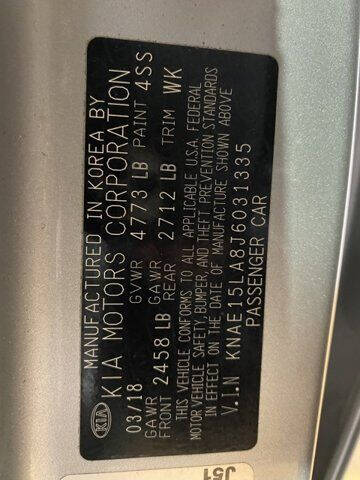 KIA
MANUFACTURED IN KOREA BY
KIA MOTORS CORPORATION
03/18 GVWR 4773 LB PAINT 4SS
GAWR FRONT 2458 LB GAWR REAR 2712 LB TRIM WK
THIS VEHICLE CONFORMS TO ALL APPLICABLE U.S.A. FEDERAL
MOTOR VEHICLE SAFETY, BUMPER, AND THEFT PREVENTION STANDARDS
IN EFFECT ON THE DATE OF MANUFACTURE SHOWN ABOVE
V.I.N KNAE15LA8J6031335
PASSENGER CAR
J51